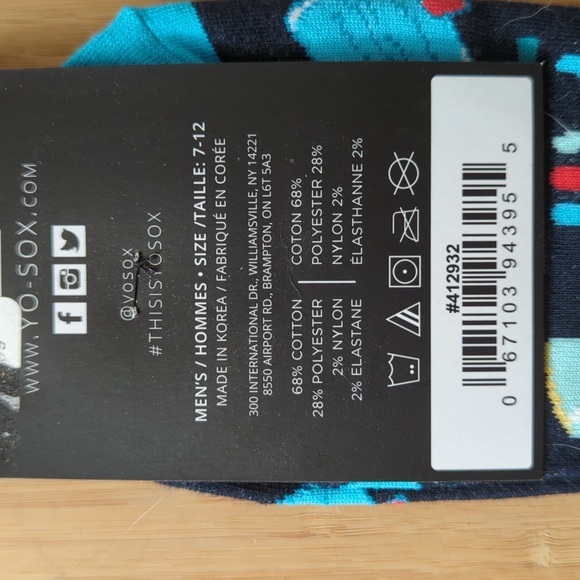 www.YO-SOX.com
@yosox
#THISISYOSOX
MEN'S / HOMMES • SIZE /TAILLE: 7-12
MADE IN KOREA / FABRIQUÉ EN CORÉE
300 INTERNATIONAL DR., WILLIAMSVILLE, NY 14221
8550 AIRPORT RD., BRAMPTON, ON L6T 5A3
68% COTTON
28% POLYESTER
2% NYLON
2% ELASTANE
COTON 68%
POLYESTER 28%
NYLON 2%
ÉLASTHANNE 2%
#412932
0 67103 94395 5